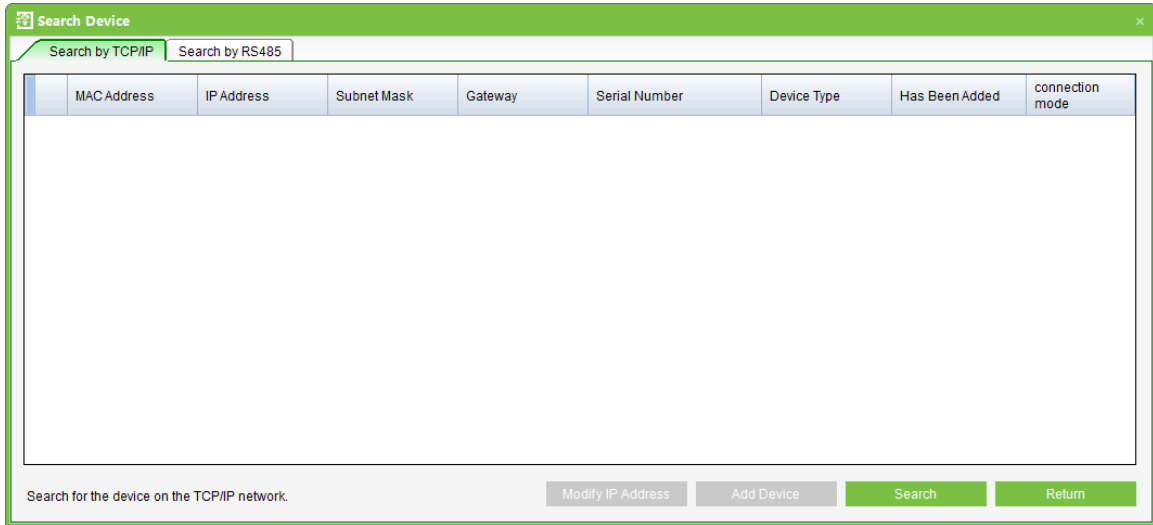 Search Device
Search by TCP/IP Search by RS485
MAC Address IP Address Subnet Mask Gateway Serial Number Device Type Has Been Added connection
mode
Search for the device on the TCP/IP network. Modify IP Address Add Device Search Return